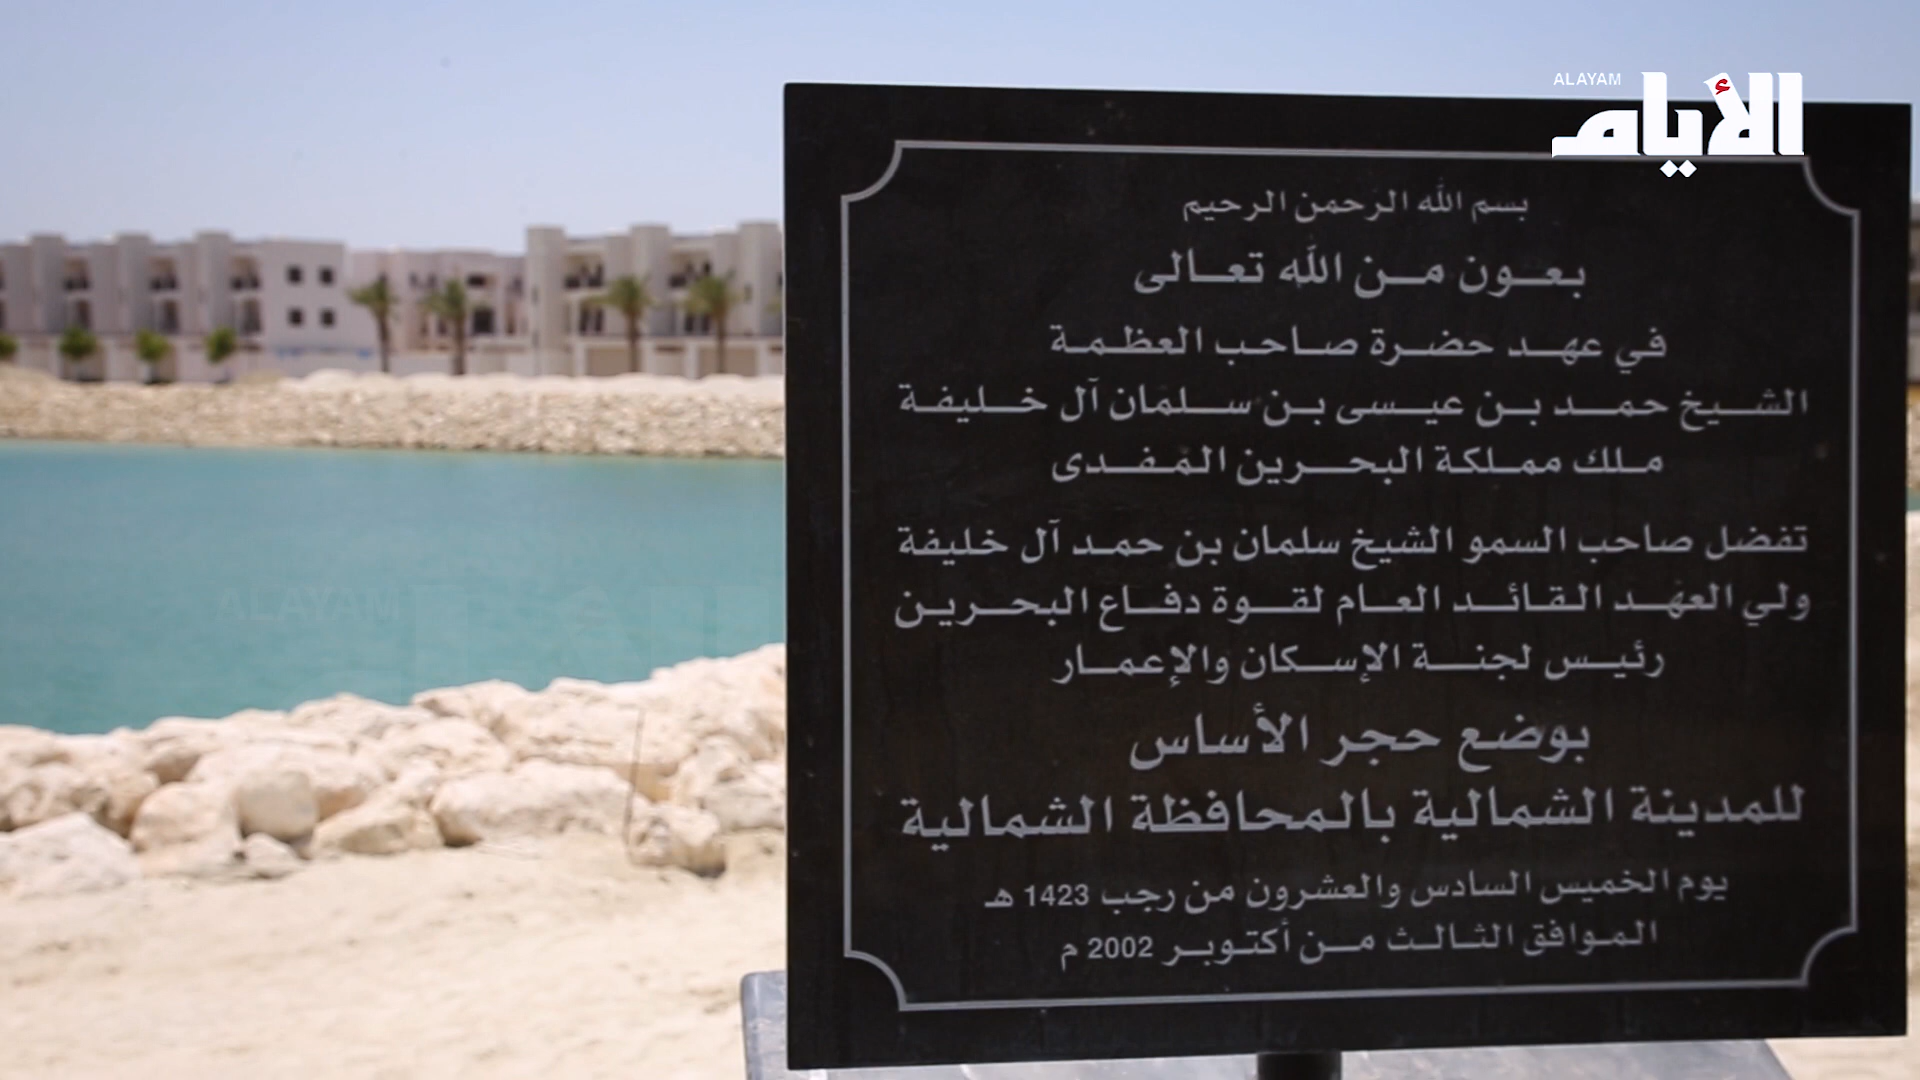 ALAYAM
الأيام
بسم الله الرحمن الرحيم
بعون من الله تعالى
في عهد حضرة صاحب العظمة
الشيخ حمد بن عيسى بن سلمان آل خليفة
ملك مملكة البحرين المفدى
تفضل صاحب السمو الشيخ سلمان بن حمد آل خليفة
ولي العهد القائد العام لقوة دفاع البحرين
رئيس لجنة الإسكان والإعمار
بوضع حجر الأساس
للمدينة الشمالية بالمحافظة الشمالية
يوم الخميس السادس والعشرون من رجب 1423 هـ
الموافق الثالث من أكتوبر 2002 م
ALAYAM